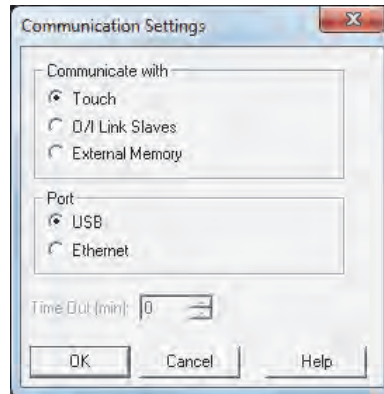 Communication Settings
Communicate with
Touch
O/I Link Slaves
External Memory
Port
USB
Ethernet
Time Out (min): 0
OK Cancel Help